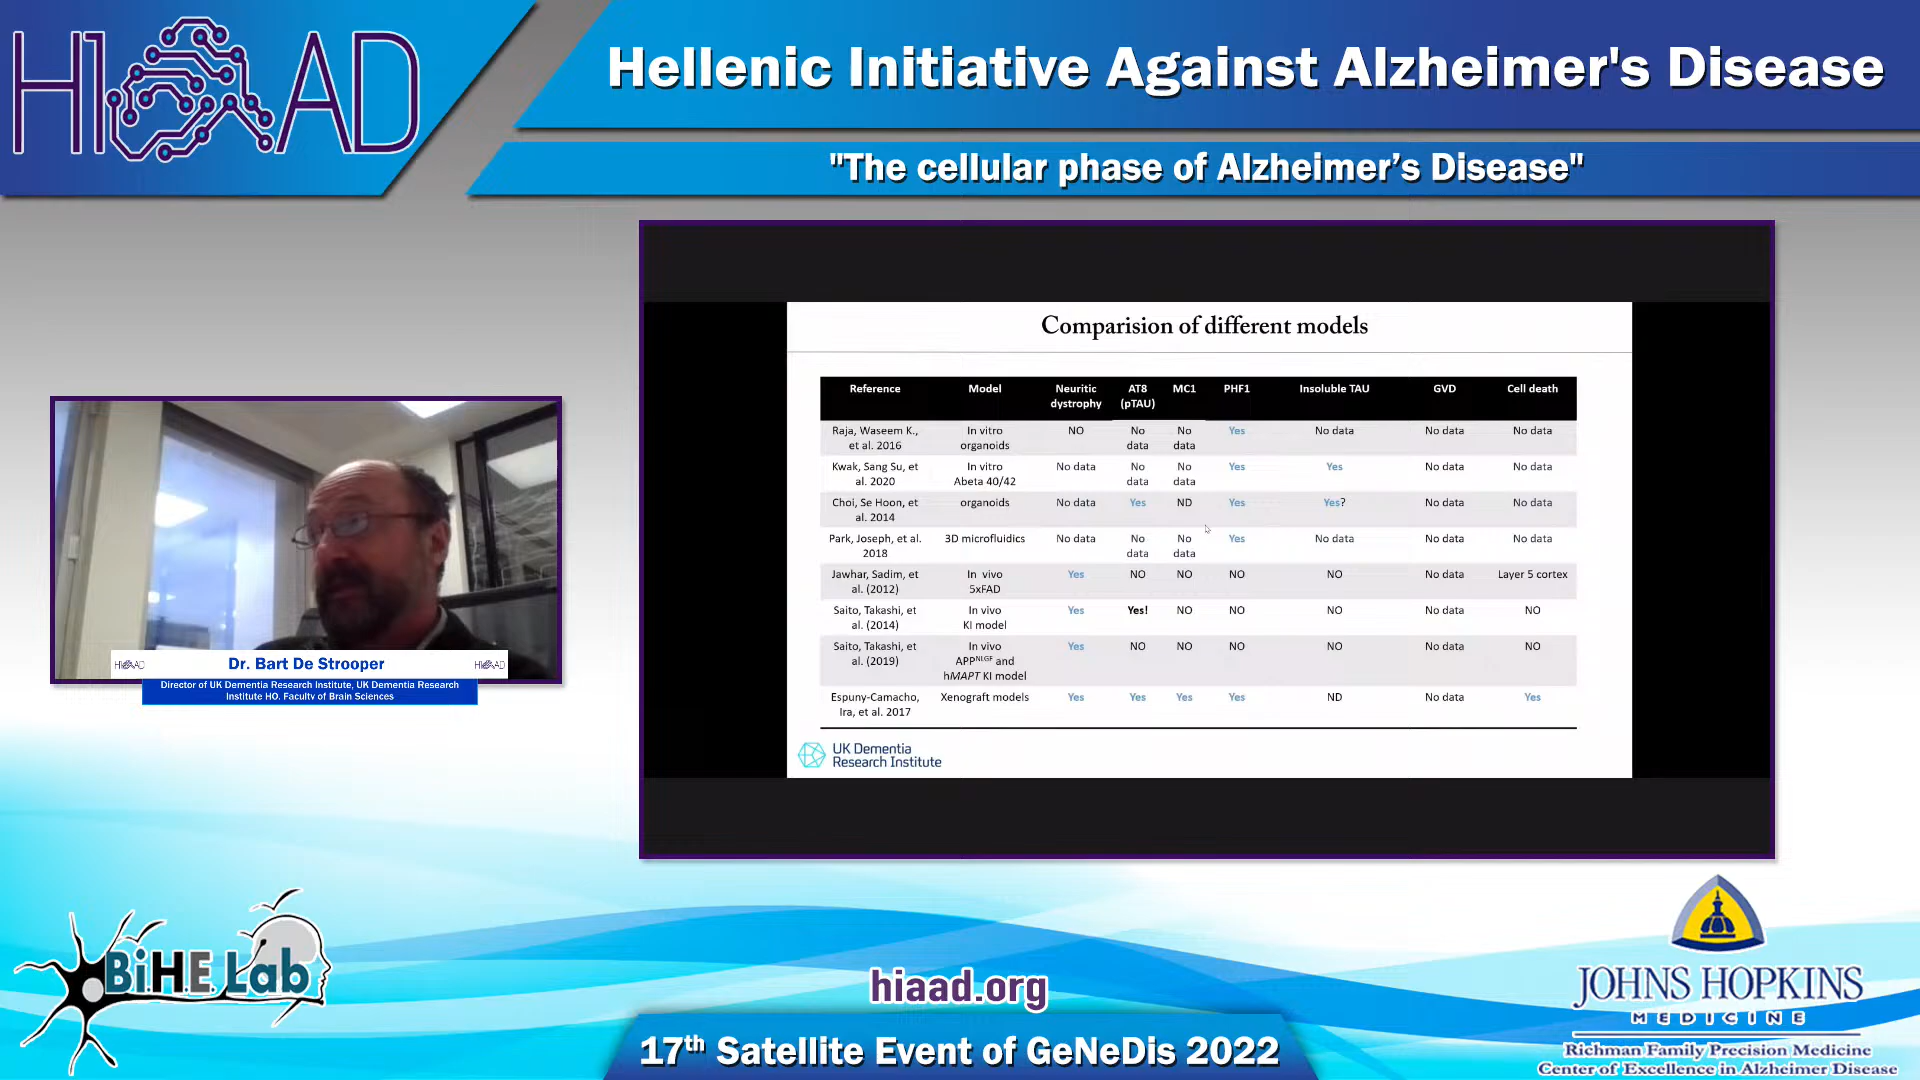 HIAAD
Hellenic Initiative Against Alzheimer's Disease
"The cellular phase of Alzheimer’s Disease"
Comparision of different models
Reference Model Neuritic dystrophy AT8 (pTAU) MC1 PHF1 Insoluble TAU GVD Cell death
Raja, Waseem K., et al. 2016 In vitro organoids NO No data No data Yes No data No data No data
Kwak, Sang Su, et al. 2020 In vitro Abeta 40/42 No data No data No data Yes Yes No data No data
Choi, Se Hoon, et al. 2014 organoids No data Yes ND Yes Yes? No data No data
Park, Joseph, et al. 2018 3D microfluidics No data No data No data Yes No data No data No data
Jawhar, Sadim, et al. (2012) In vivo 5xFAD Yes NO NO NO NO No data Layer 5 cortex
Saito, Takashi, et al. (2014) In vivo KI model Yes Yes! NO NO NO No data NO
Saito, Takashi, et al. (2019) In vivo APPNLGF and hMAPT KI model Yes NO NO NO NO No data NO
Espuny-Camacho, Ira, et al. 2017 Xenograft models Yes Yes Yes Yes ND No data Yes
UK Dementia
Research Institute
HIAAD Dr. Bart De Strooper HIAAD
Director of UK Dementia Research Institute, UK Dementia Research
Institute HO. Faculty of Brain Sciences
BiHE Lab
hiaad.org
17th Satellite Event of GeNeDis 2022
JOHNS HOPKINS
MEDICINE
Richman Family Precision Medicine
Center of Excellence in Alzheimer Disease